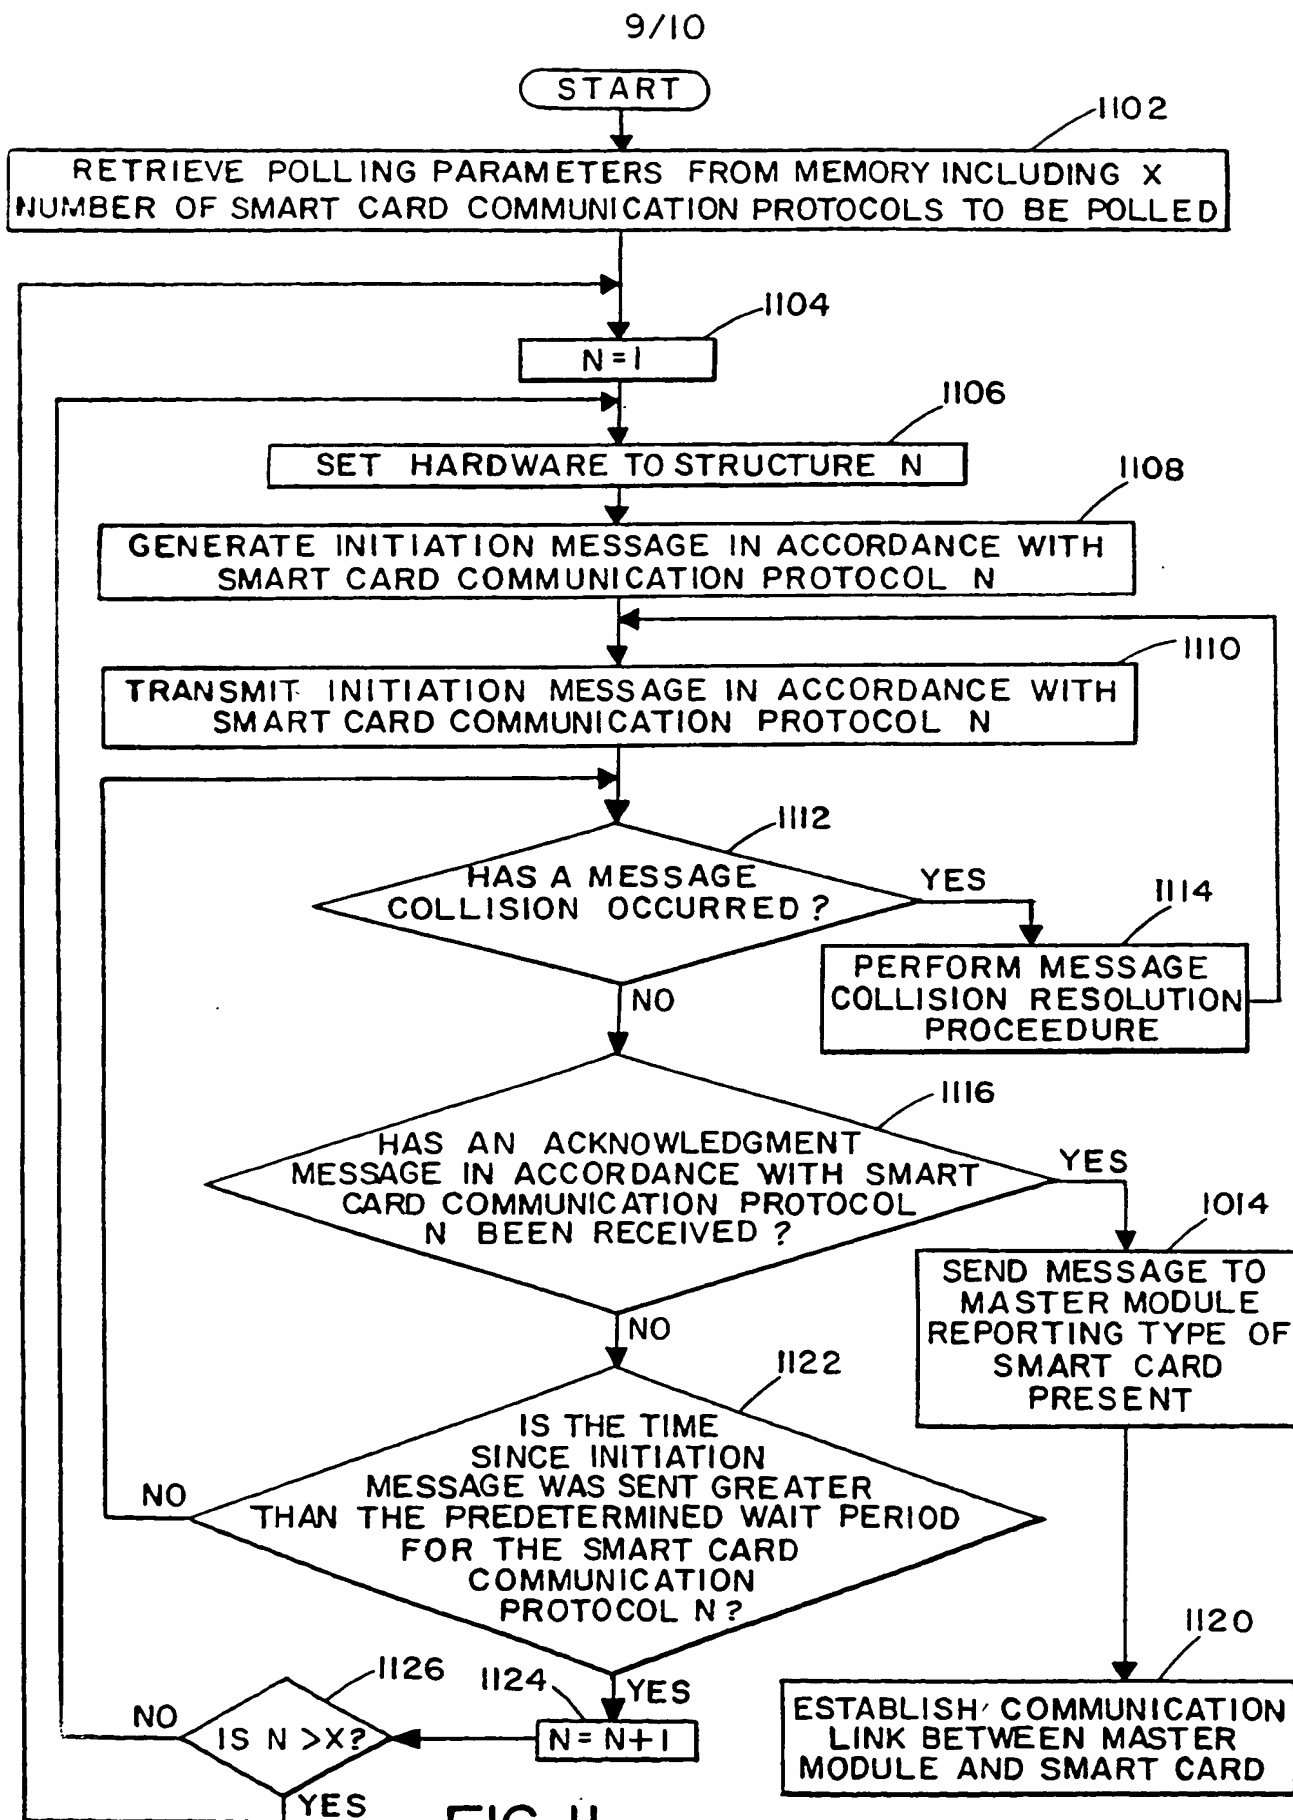 9/10
START
1102
RETRIEVE POLLING PARAMETERS FROM MEMORY INCLUDING X
NUMBER OF SMART CARD COMMUNICATION PROTOCOLS TO BE POLLED
1104
N=1
1106
SET HARDWARE TO STRUCTURE N
1108
GENERATE INITIATION MESSAGE IN ACCORDANCE WITH
SMART CARD COMMUNICATION PROTOCOL N
1110
TRANSMIT INITIATION MESSAGE IN ACCORDANCE WITH
SMART CARD COMMUNICATION PROTOCOL N
1112
HAS A MESSAGE
COLLISION OCCURRED?
YES
1114
PERFORM MESSAGE
COLLISION RESOLUTION
PROCEEDURE
NO
1116
HAS AN ACKNOWLEDGMENT
MESSAGE IN ACCORDANCE WITH SMART
CARD COMMUNICATION PROTOCOL
N BEEN RECEIVED?
YES
1014
SEND MESSAGE TO
MASTER MODULE
REPORTING TYPE OF
SMART CARD
PRESENT
NO
1122
IS THE TIME
SINCE INITIATION
MESSAGE WAS SENT GREATER
THAN THE PREDETERMINED WAIT PERIOD
FOR THE SMART CARD
COMMUNICATION
PROTOCOL N?
NO
YES
1124
N=N+1
1126
IS N >X?
NO
YES
1120
ESTABLISH COMMUNICATION
LINK BETWEEN MASTER
MODULE AND SMART CARD
FIG. 11